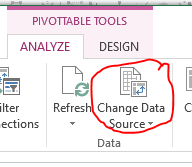 PIVOTTABLE TOOLS
ANALYZE DESIGN
Refresh Change Data
Source
Data